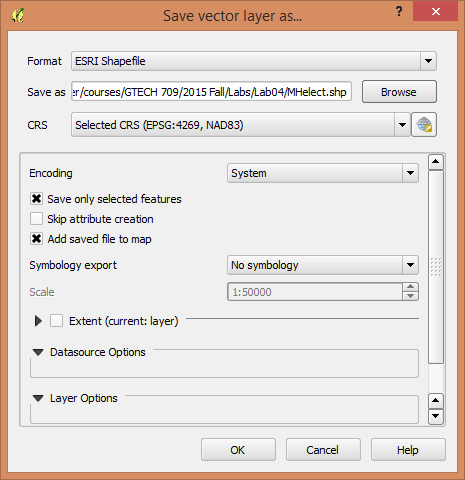 Save vector layer as...
?
Format ESRI Shapefile
Save as er/courses/GTECH 709/2015 Fall/Labs/Lab04/MHelect.shp Browse
CRS Selected CRS (EPSG:4269, NAD83)
Encoding System
Save only selected features
Skip attribute creation
Add saved file to map
Symbology export No symbology
Scale 1:50000
Extent (current: layer)
Datasource Options
Layer Options
OK Cancel Help